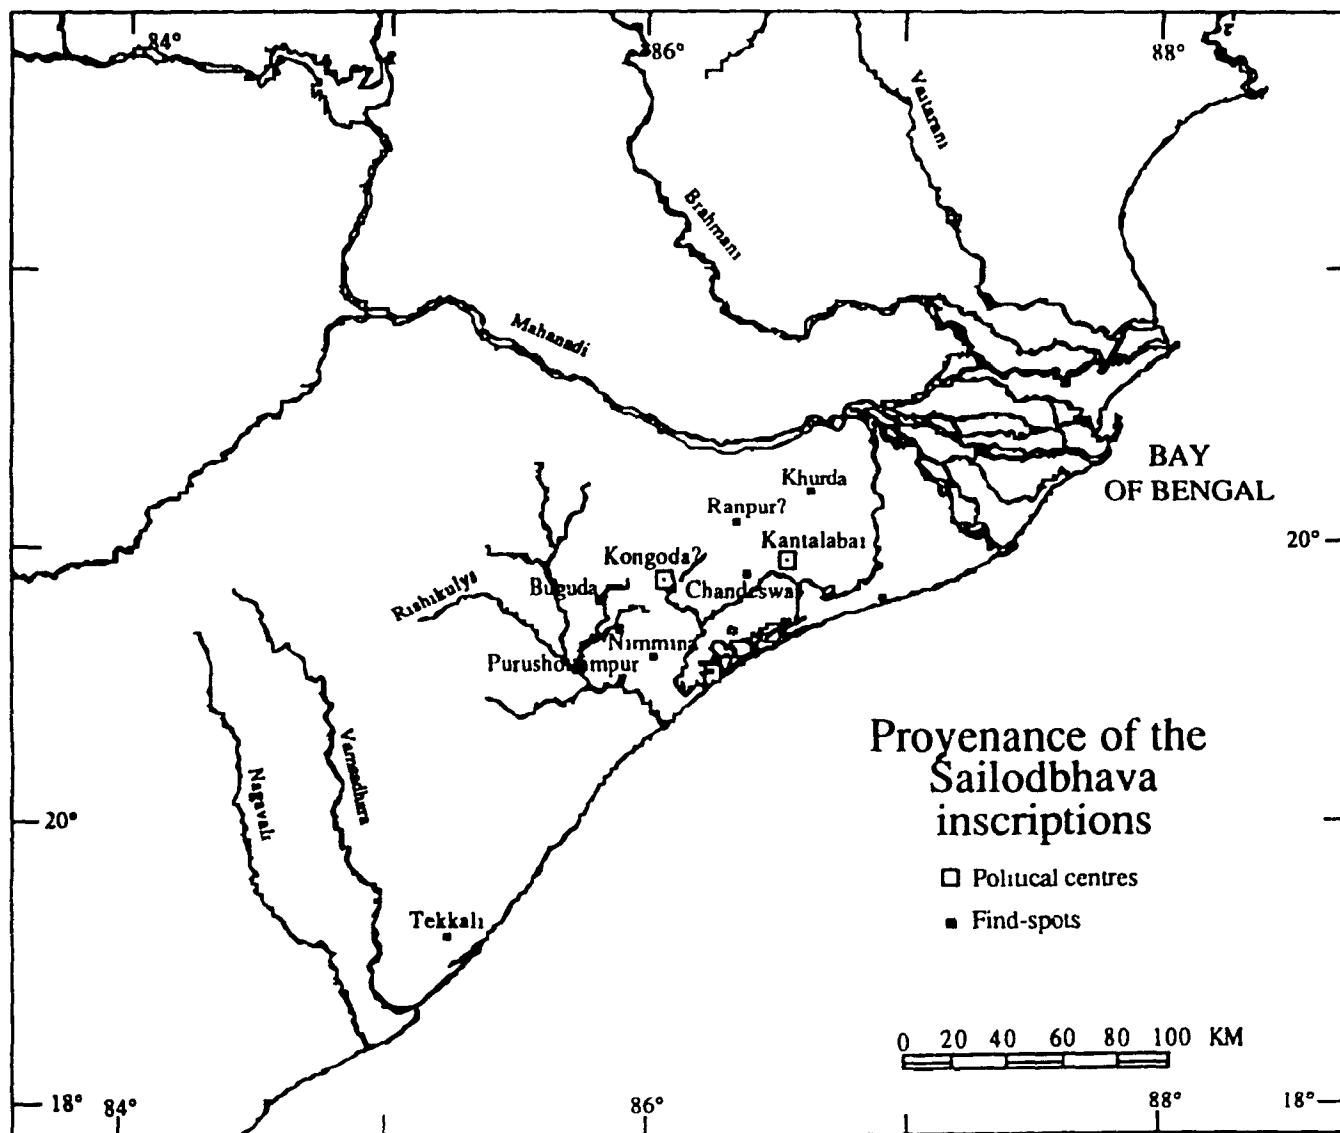 84°
86°
88°
Vaitarani
Brahmani
Mahanadi
BAY
OF BENGAL
Khurda
Ranpur?
Kantalabai
20°
Kongoda?
Chandeswa
Buguda
Rishikulya
Nimmina
Purushottampur
Provenance of the
Sailodbhava
inscriptions
Vamsadhara
Nagavali
20°
Political centres
Find-spots
Tekkali
0 20 40 60 80 100 KM
18°
84°
86°
88°
18°